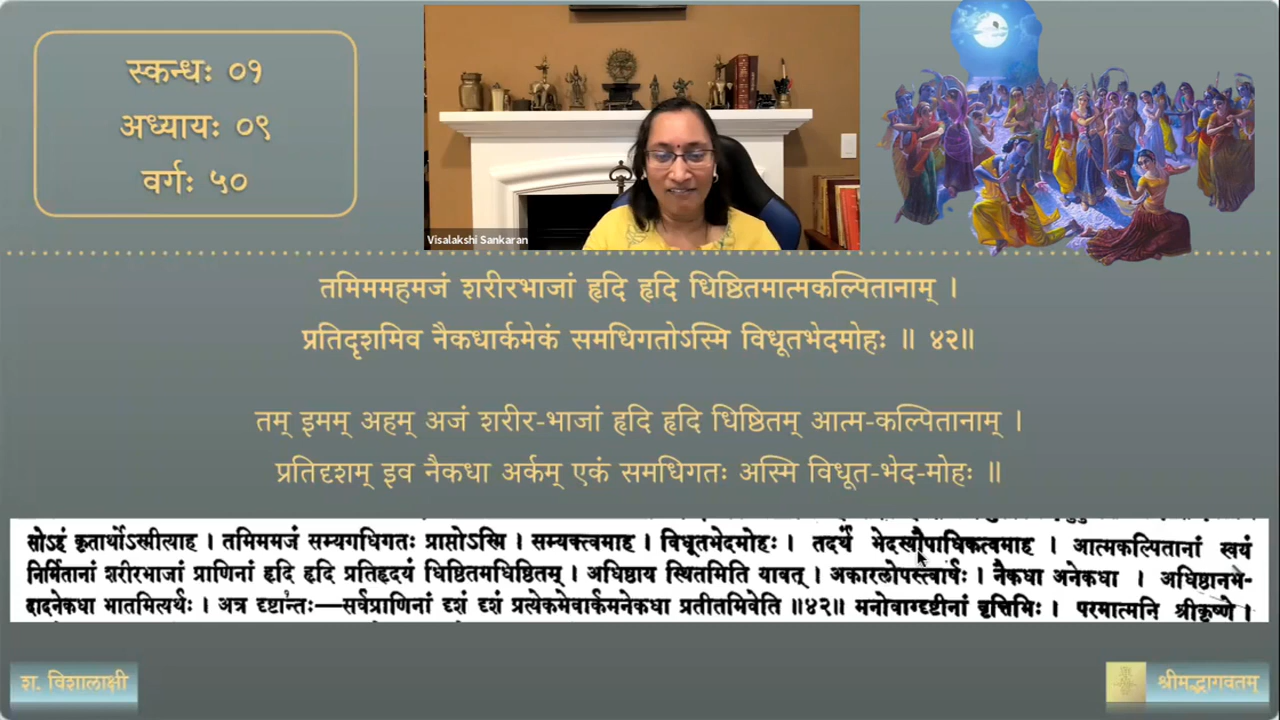 स्कन्धः ०१
अध्यायः ०९
वर्गः ५०
Visalakshi Sankaran
तमिममहमजं शरीरभाजां हृदि हृदि धिष्ठितमात्मकल्पितानाम् ।
प्रतिदृशमिव नैकधार्कमेकं समधिगतोऽस्मि विधूतभेदमोहः ॥ ४२॥
तम् इमम् अहम् अजं शरीर-भाजां हृदि हृदि धिष्ठितम् आत्म-कल्पितानाम् ।
प्रतिदृशम् इव नैकधा अर्कम् एकं समधिगतः अस्मि विधूत-भेद-मोहः ॥
सोऽहं कृतार्थोऽस्मीत्याह । तमिममजं सम्यगधिगतः प्राप्तोऽस्मि । सम्यक्त्वमाह । विधूतभेदमोहः । तदर्थं भेदस्यौपाधिकत्वमाह । आत्मकल्पितानां स्वयं
निर्मितानां शरीरभाजां प्राणिनां हृदि हृदि प्रतिहृदयं धिष्ठितमधिष्ठितम् । अधिष्ठाय स्थितमिति यावत् । अकारलोपस्त्वार्षः । नैकधा अनेकधा । अधिष्ठानभे-
दादनेकधा भातमित्यर्थः । अत्र दृष्टान्तः—सर्वप्राणिनां दृशं दृशं प्रत्येकमेवार्कमनेकधा प्रतीतमिवेति ॥४२॥ मनोवाग्दृष्टीनां वृत्तिभिः । परमात्मनि श्रीकृष्णे ।
श. विशालाक्षी
श्रीमद्भागवतम्